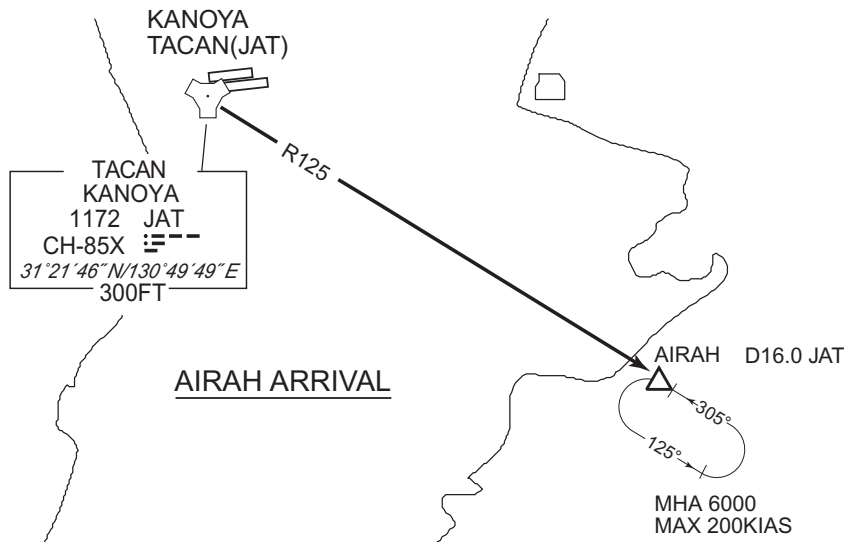 KANOYA
TACAN(JAT)
R125
TACAN
KANOYA
1172 JAT
CH-85X
31°21´46˝N/130°49´49˝E
300FT
AIRAH ARRIVAL
AIRAH D16.0 JAT
305°
125°
MHA 6000
MAX 200KIAS